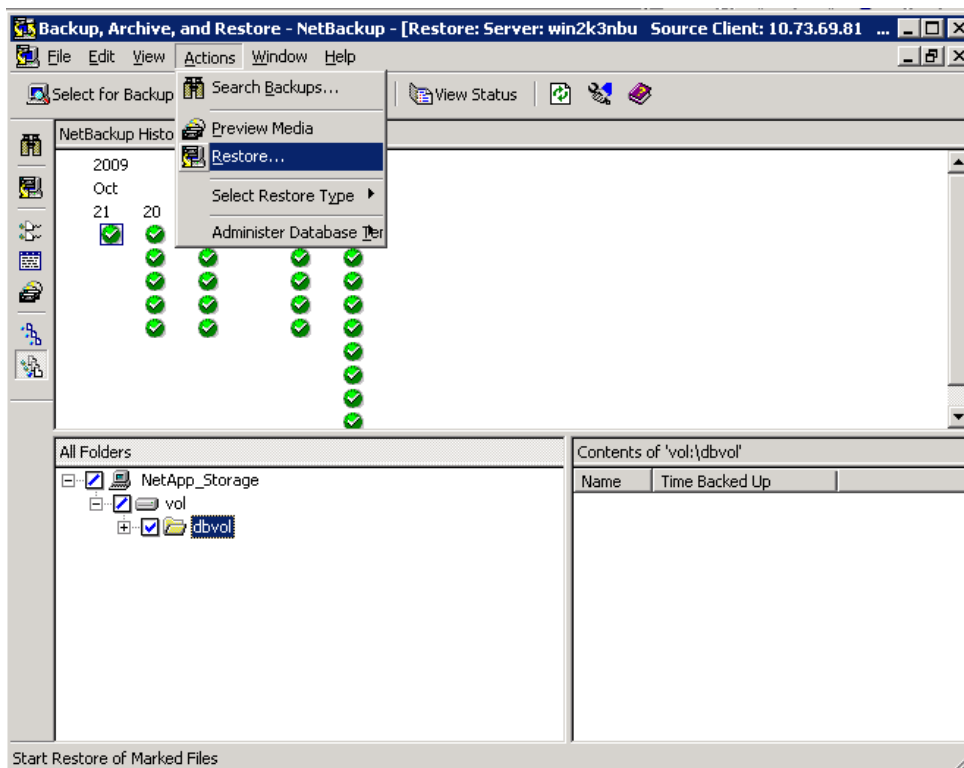 Backup, Archive, and Restore - NetBackup - [Restore: Server: win2k3nbu Source Client: 10.73.69.81 ...
File Edit View Actions Window Help
Select for Backup
View Status
Search Backups...
Preview Media
Restore...
Select Restore Type
Administer Database
NetBackup Histo
2009
Oct
21 20
All Folders
NetApp_Storage
vol
dbvol
Contents of 'vol:\dbvol'
Name Time Backed Up
Start Restore of Marked Files